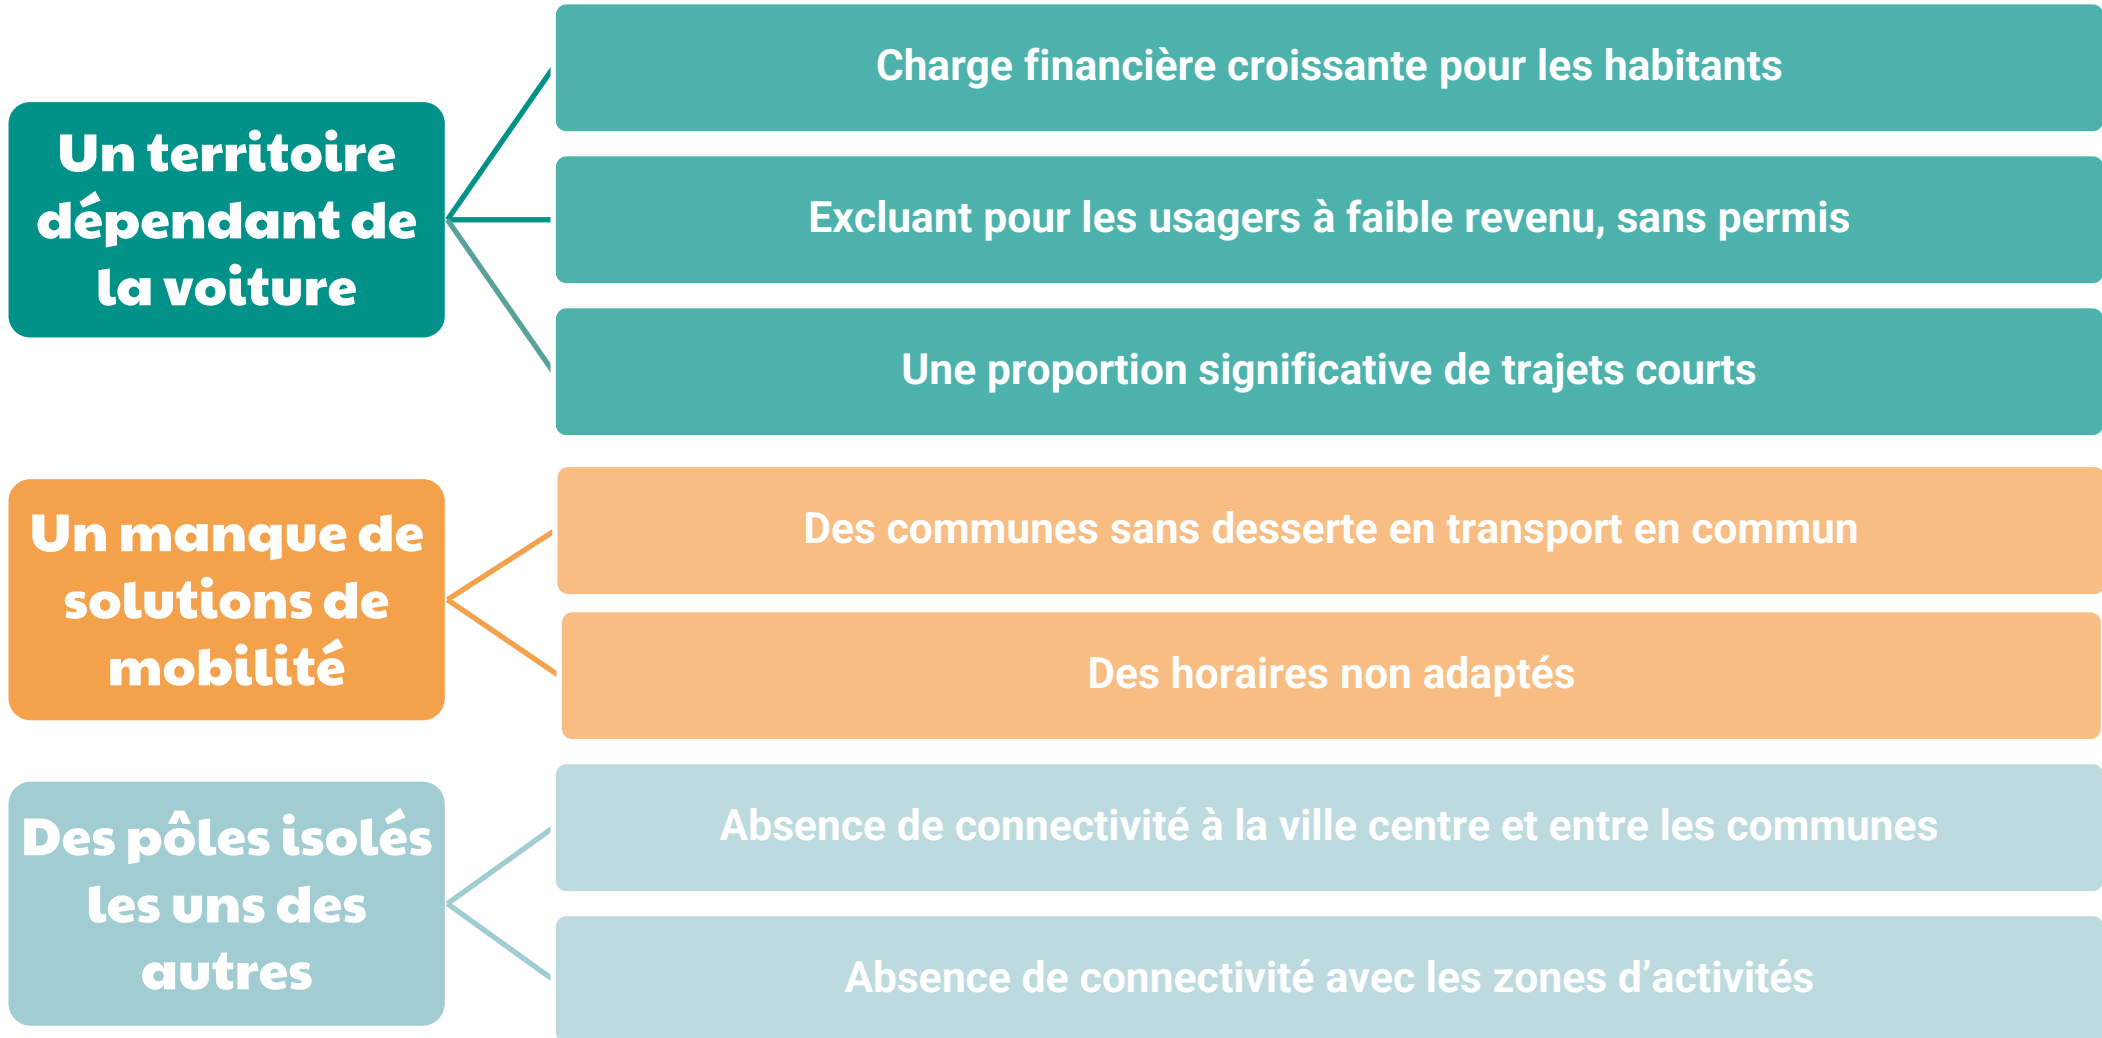 Un territoire
dépendant de
la voiture
Charge financière croissante pour les habitants
Excluant pour les usagers à faible revenu, sans permis
Une proportion significative de trajets courts
Un manque de
solutions de
mobilité
Des communes sans desserte en transport en commun
Des horaires non adaptés
Des pôles isolés
les uns des
autres
Absence de connectivité à la ville centre et entre les communes
Absence de connectivité avec les zones d’activités